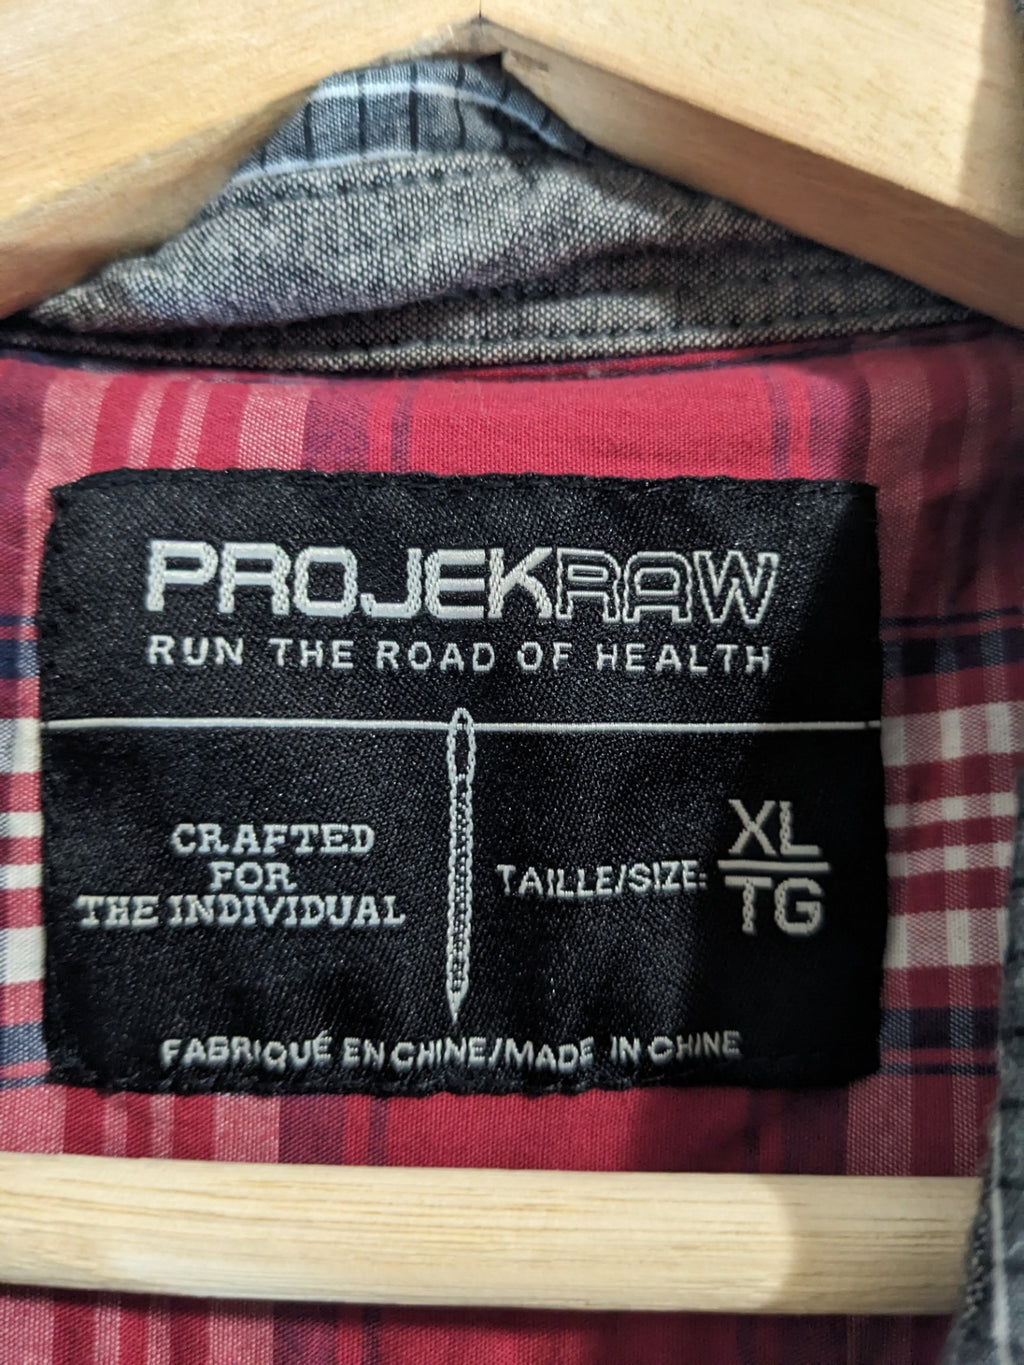 PROJEKRAW
RUN THE ROAD OF HEALTH
CRAFTED
FOR
THE INDIVIDUAL
TAILLE/SIZE:
XL
TG
FABRIQUÉ EN CHINE/MADE IN CHINE